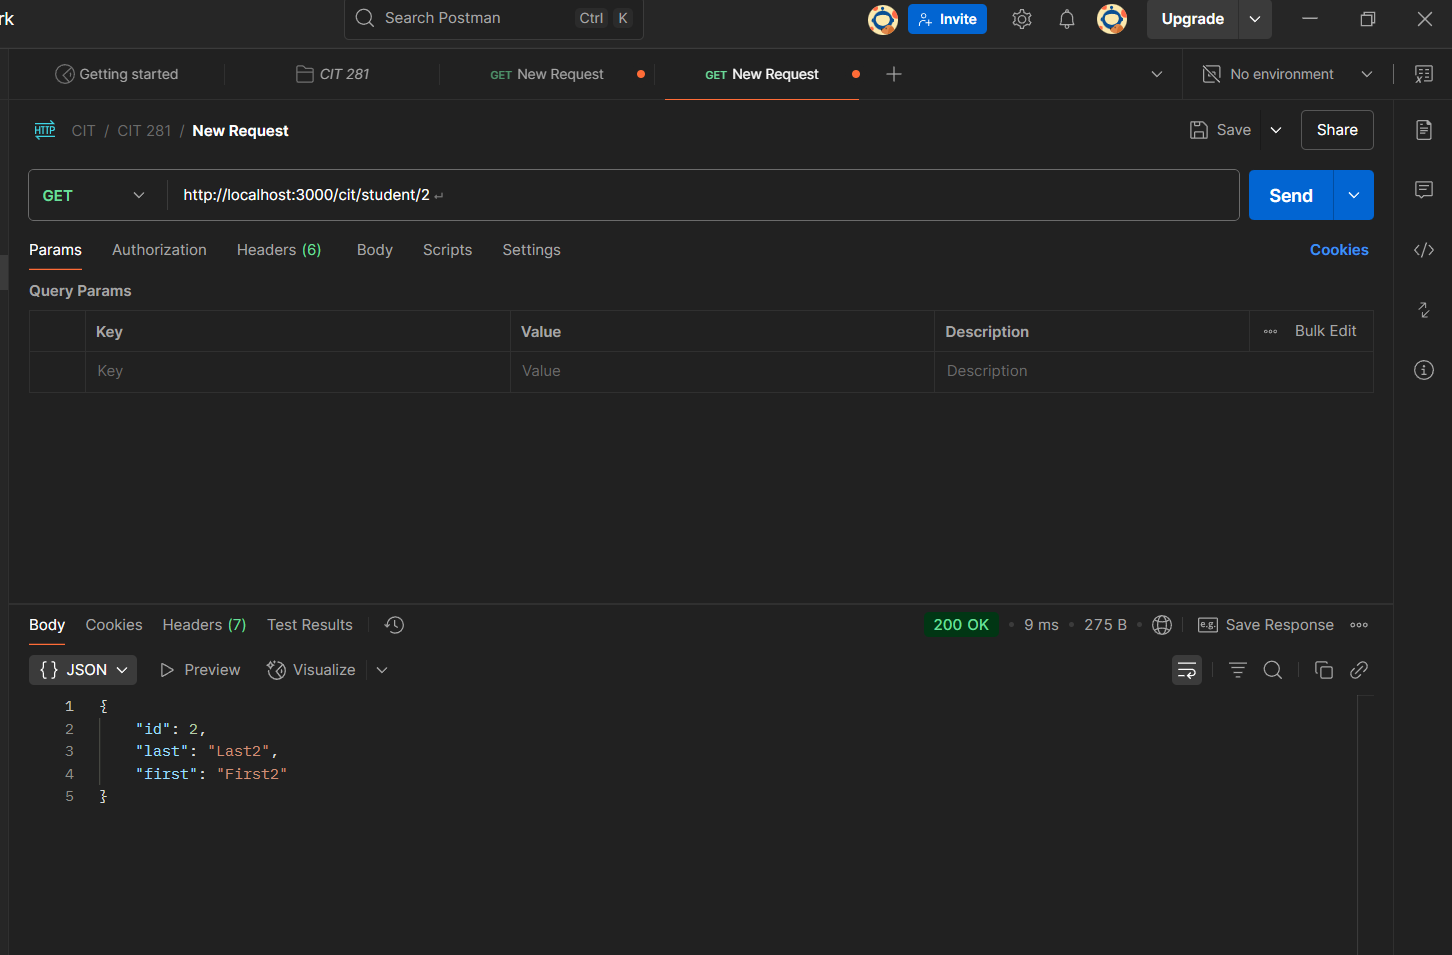 rk
Search Postman Ctrl K
Invite
Upgrade
Getting started
CIT 281
GET New Request
GET New Request
No environment
HTTP CIT / CIT 281 / New Request
Save
Share
GET http://localhost:3000/cit/student/2
Send
Params Authorization Headers (6) Body Scripts Settings
Cookies
Query Params
Key Value Description Bulk Edit
Key Value Description
Body Cookies Headers (7) Test Results
200 OK • 9 ms • 275 B • e.g. Save Response
{} JSON Preview Visualize
1 {
2 "id": 2,
3 "last": "Last2",
4 "first": "First2"
5 }